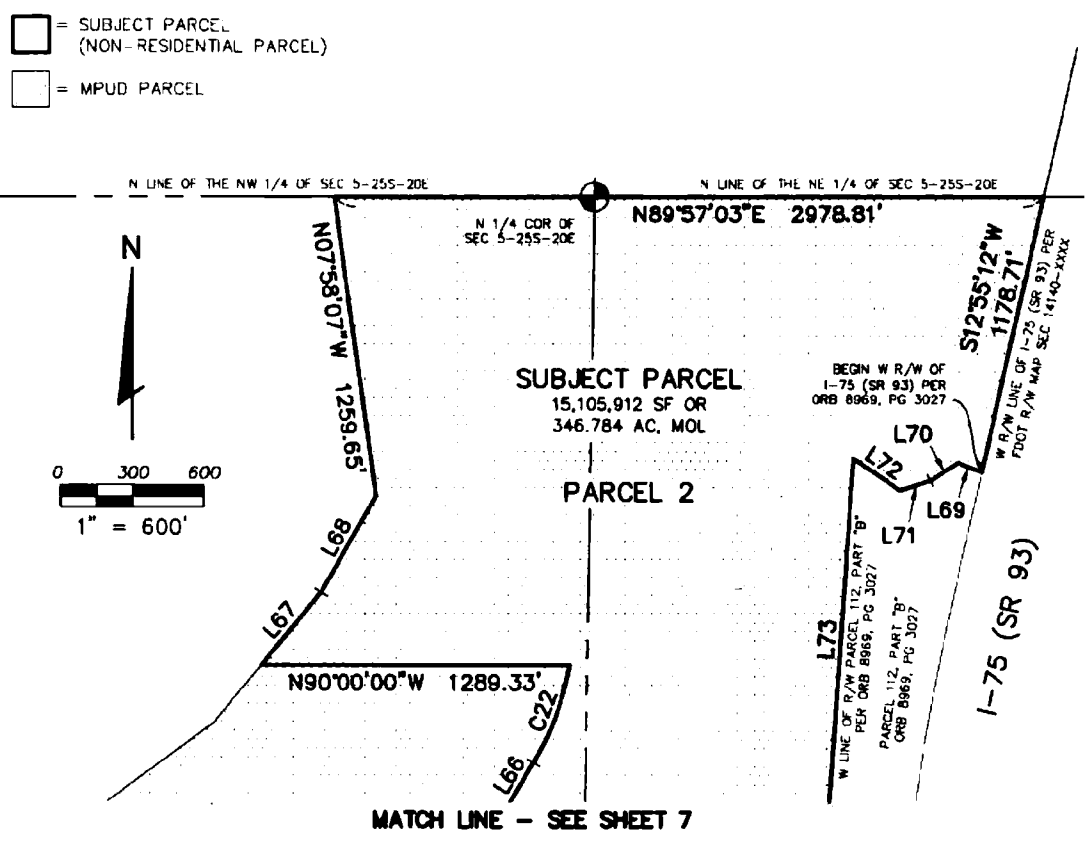 = SUBJECT PARCEL
(NON-RESIDENTIAL PARCEL)
= MPUD PARCEL
N LINE OF THE NW 1/4 OF SEC 5-25S-20E
N LINE OF THE NE 1/4 OF SEC 5-25S-20E
N89°57'03"E 2978.81'
N 1/4 COR OF
SEC 5-25S-20E
N
N07°58'07"W 1259.65'
S12°55'12"W
1178.71'
W R/W LINE OF I-75 (SR 93) PER
FDOT R/W MAP SEC 14140-XXXX
SUBJECT PARCEL
15,105,912 SF OR
346.784 AC, MOL
BEGIN W R/W OF
I-75 (SR 93) PER
ORB 8969, PG 3027
L70
L72
L69
L71
0 300 600
1" = 600'
PARCEL 2
L68
L67
L73
W LINE OF R/W PARCEL 112, PART "B"
PER ORB 8969, PG 3027
PARCEL 112, PART "B"
ORB 8969, PG 3027
I-75 (SR 93)
N90°00'00"W 1289.33'
C22
L66
MATCH LINE - SEE SHEET 7